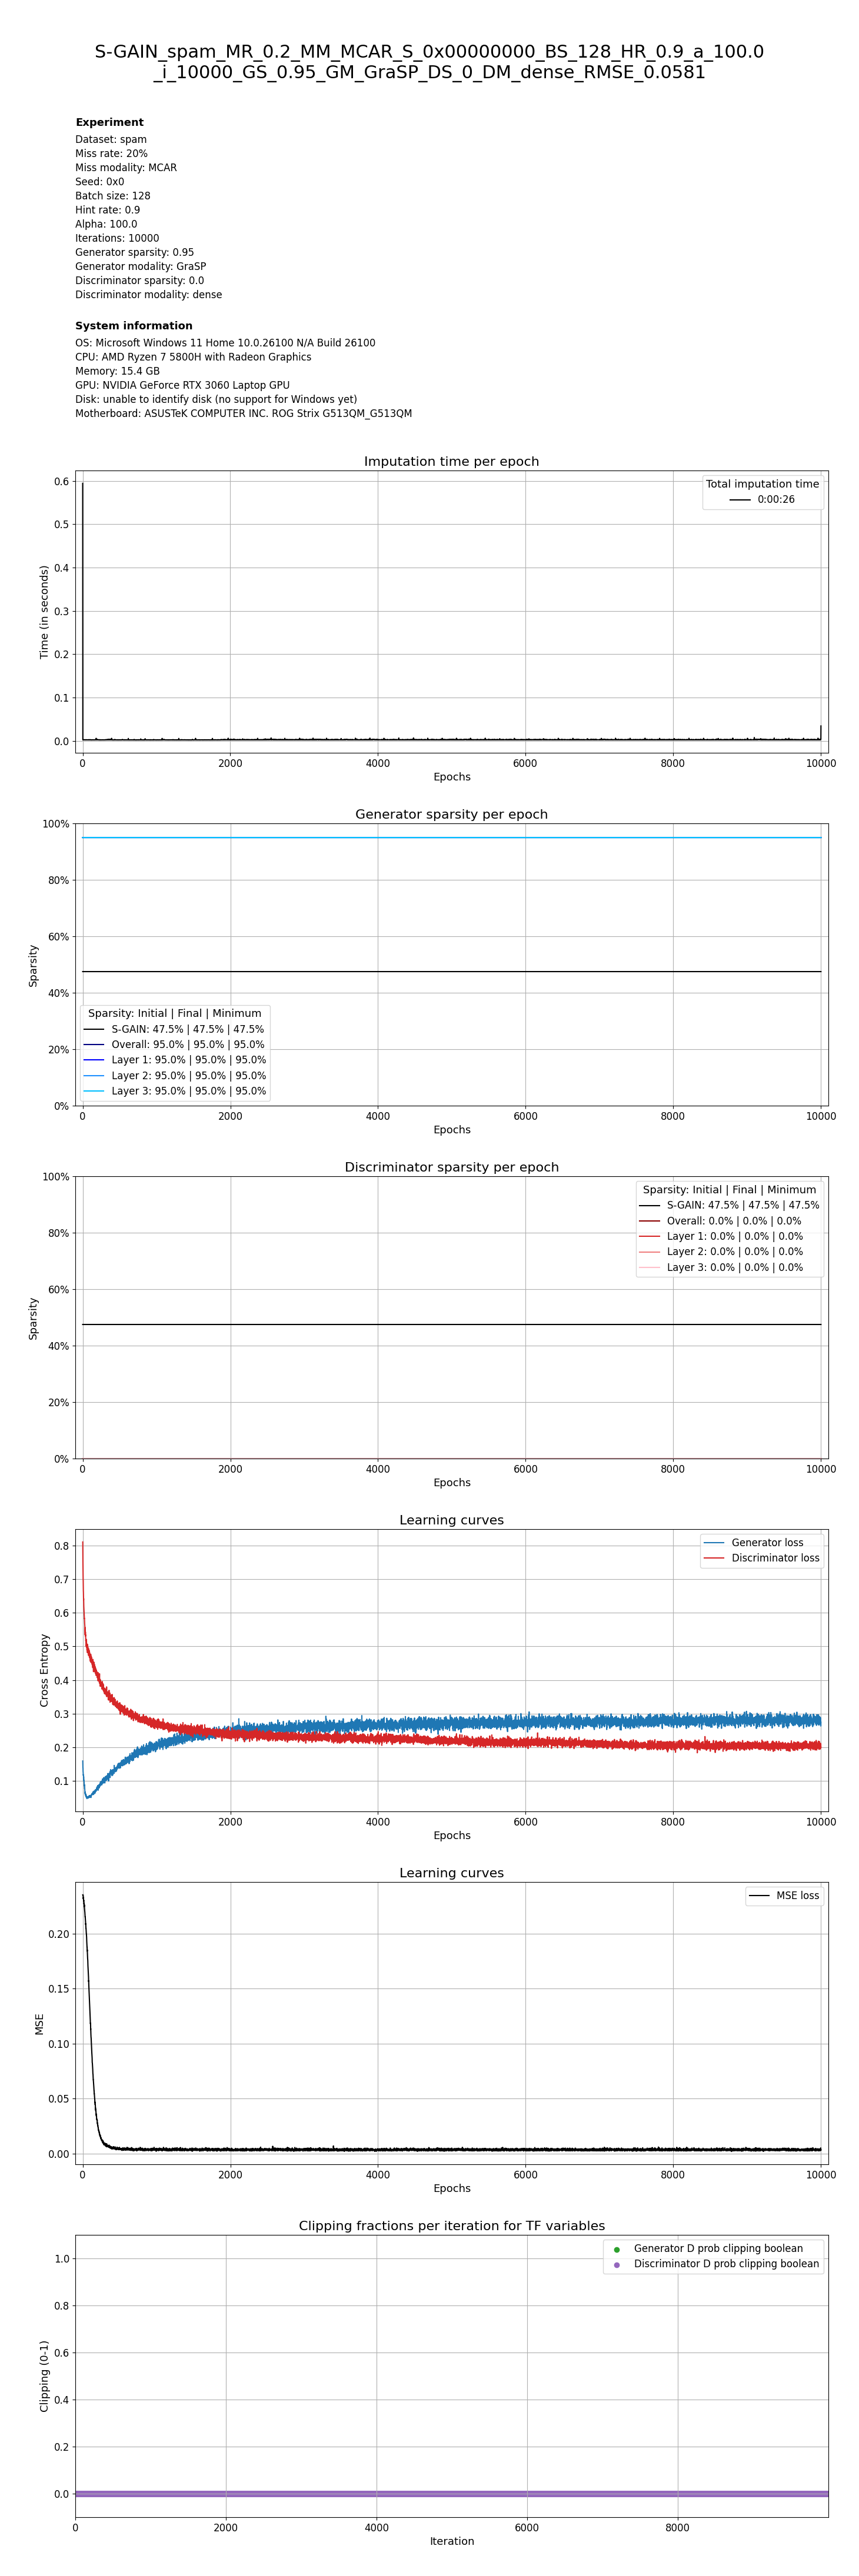 S-GAIN_spam_MR_0.2_MM_MCAR_S_0x00000000_BS_128_HR_0.9_a_100.0
_i_10000_GS_0.95_GM_GraSP_DS_0_DM_dense_RMSE_0.0581
Experiment
Dataset: spam
Miss rate: 20%
Miss modality: MCAR
Seed: 0x0
Batch size: 128
Hint rate: 0.9
Alpha: 100.0
Iterations: 10000
Generator sparsity: 0.95
Generator modality: GraSP
Discriminator sparsity: 0.0
Discriminator modality: dense
System information
OS: Microsoft Windows 11 Home 10.0.26100 N/A Build 26100
CPU: AMD Ryzen 7 5800H with Radeon Graphics
Memory: 15.4 GB
GPU: NVIDIA GeForce RTX 3060 Laptop GPU
Disk: unable to identify disk (no support for Windows yet)
Motherboard: ASUSTeK COMPUTER INC. ROG Strix G513QM_G513QM
Imputation time per epoch
Total imputation time
0:00:26
0.6
0.5
0.4
0.3
0.2
0.1
0.0
Time (in seconds)
0 2000 4000 6000 8000 10000
Epochs
Generator sparsity per epoch
100%
80%
60%
40%
20%
0%
Sparsity
Sparsity: Initial | Final | Minimum
S-GAIN: 47.5% | 47.5% | 47.5%
Overall: 95.0% | 95.0% | 95.0%
Layer 1: 95.0% | 95.0% | 95.0%
Layer 2: 95.0% | 95.0% | 95.0%
Layer 3: 95.0% | 95.0% | 95.0%
0 2000 4000 6000 8000 10000
Epochs
Discriminator sparsity per epoch
Sparsity: Initial | Final | Minimum
S-GAIN: 47.5% | 47.5% | 47.5%
Overall: 0.0% | 0.0% | 0.0%
Layer 1: 0.0% | 0.0% | 0.0%
Layer 2: 0.0% | 0.0% | 0.0%
Layer 3: 0.0% | 0.0% | 0.0%
100%
80%
60%
40%
20%
0%
Sparsity
0 2000 4000 6000 8000 10000
Epochs
Learning curves
Generator loss
Discriminator loss
0.8
0.7
0.6
0.5
0.4
0.3
0.2
0.1
Cross Entropy
0 2000 4000 6000 8000 10000
Epochs
Learning curves
MSE loss
0.20
0.15
0.10
0.05
0.00
MSE
0 2000 4000 6000 8000 10000
Epochs
Clipping fractions per iteration for TF variables
Generator D prob clipping boolean
Discriminator D prob clipping boolean
1.0
0.8
0.6
0.4
0.2
0.0
Clipping (0-1)
0 2000 4000 6000 8000
Iteration